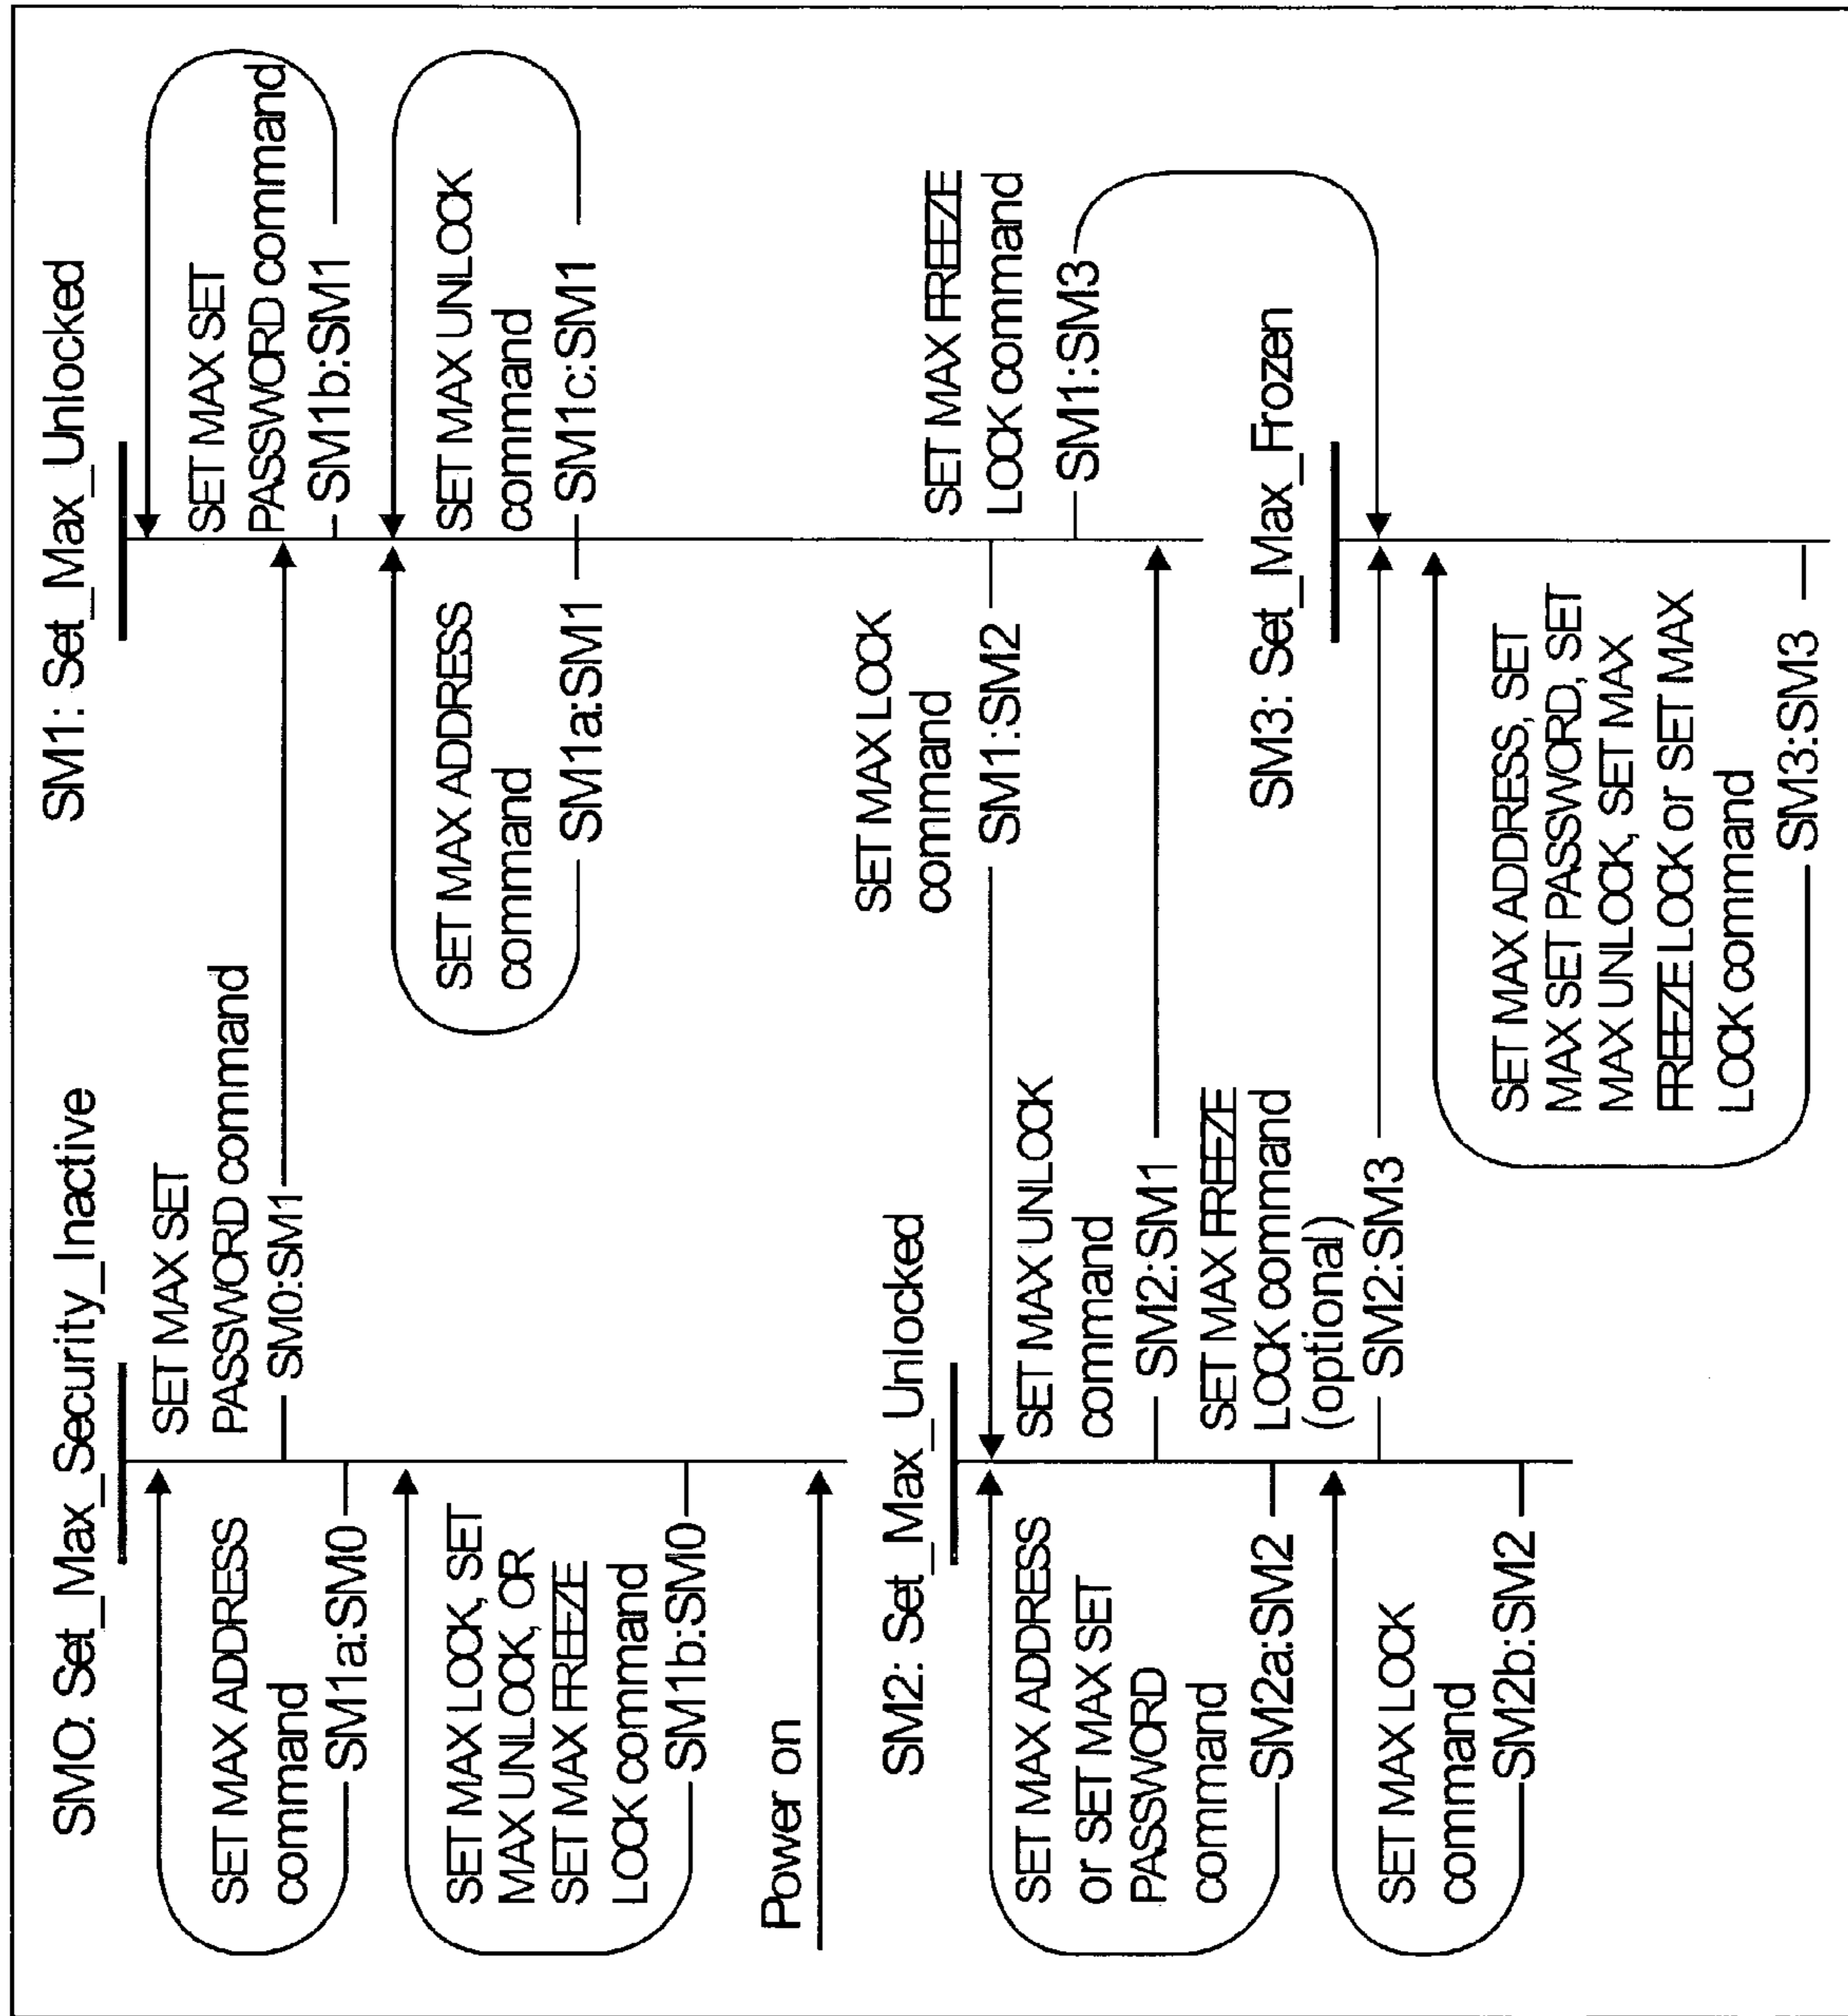 SMO: Set_Max_Security_Inactive
SET MAX ADDRESS
command
SM1a:SM0
SET MAX SET
PASSWORD command
SM0:SM1
SET MAX LOCK, SET
MAX UNLOCK, OR
SET MAX FREEZE
LOCK command
SM1b:SM0
Power on
SM1: Set_Max_Unlocked
SET MAX SET
PASSWORD command
SM1b:SM1
SET MAX ADDRESS
command
SM1a:SM1
SET MAX UNLOCK
command
SM1c:SM1
SET MAX LOCK
command
SM1:SM2
SET MAX FREEZE
LOCK command
SM1:SM3
SM2: Set_Max_Unlocked
SET MAX ADDRESS
or SET MAX SET
PASSWORD
command
SM2a:SM2
SET MAX UNLOCK
command
SM2:SM1
SET MAX FREEZE
LOCK command
(optional)
SM2:SM3
SET MAX LOCK
command
SM2b:SM2
SM3: Set_Max_Frozen
SET MAX ADDRESS, SET
MAX SET PASSWORD, SET
MAX UNLOCK, SET MAX
FREEZE LOCK or SET MAX
LOCK command
SM3:SM3